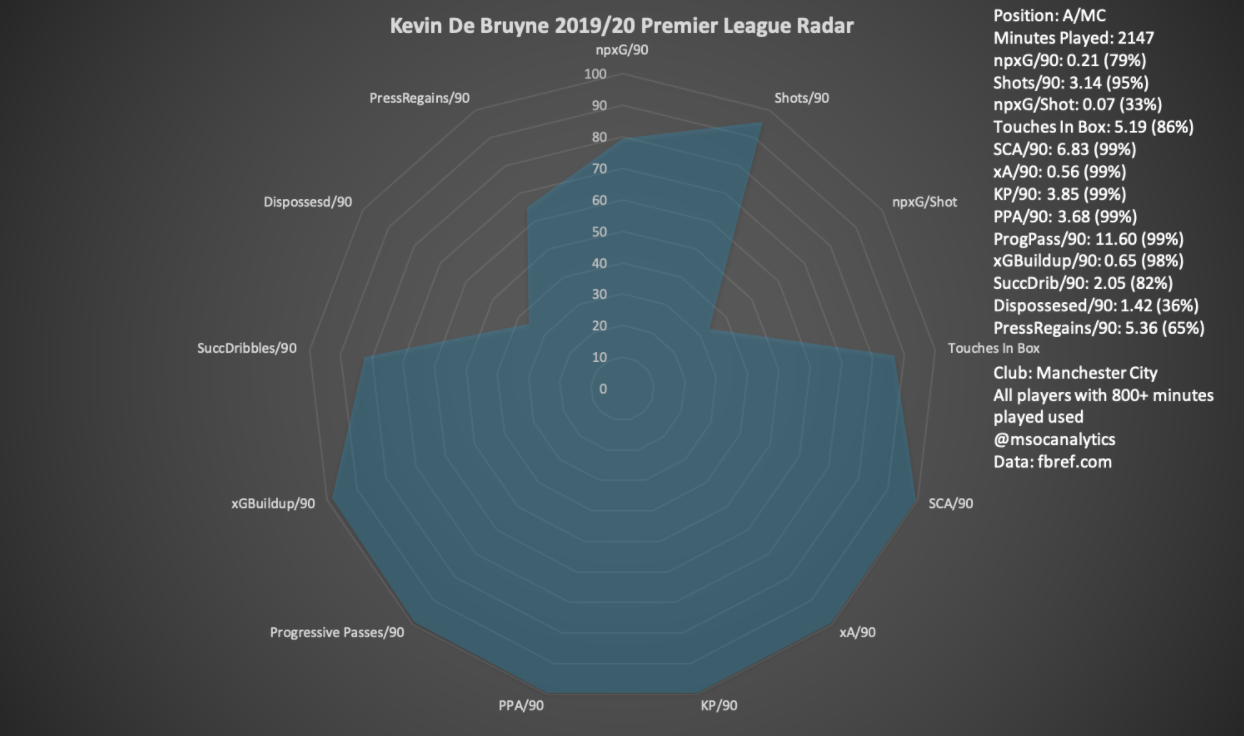 Kevin De Bruyne 2019/20 Premier League Radar
npxG/90
Shots/90
npxG/Shot
Touches In Box
SCA/90
xA/90
KP/90
PPA/90
Progressive Passes/90
xGBuildup/90
SuccDribbles/90
Dispossesd/90
PressRegains/90
100
90
80
70
60
50
40
30
20
10
0
Position: A/MC
Minutes Played: 2147
npxG/90: 0.21 (79%)
Shots/90: 3.14 (95%)
npxG/Shot: 0.07 (33%)
Touches In Box: 5.19 (86%)
SCA/90: 6.83 (99%)
xA/90: 0.56 (99%)
KP/90: 3.85 (99%)
PPA/90: 3.68 (99%)
ProgPass/90: 11.60 (99%)
xGBuildup/90: 0.65 (98%)
SuccDrib/90: 2.05 (82%)
Dispossesed/90: 1.42 (36%)
PressRegains/90: 5.36 (65%)
Club: Manchester City
All players with 800+ minutes
played used
@msocanalytics
Data: fbref.com